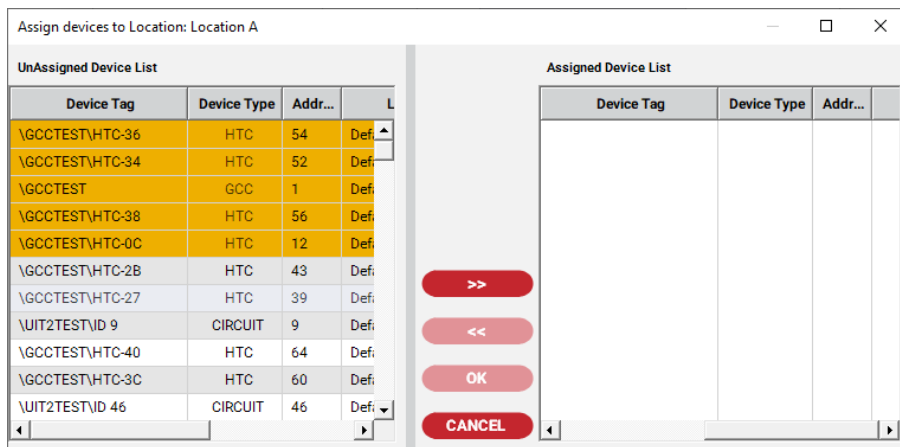 Assign devices to Location: Location A
UnAssigned Device List
Device Tag Device Type Addr... L
\GCCTEST\HTC-36 HTC 54 Defa
\GCCTEST\HTC-34 HTC 52 Defa
\GCCTEST GCC 1 Defa
\GCCTEST\HTC-38 HTC 56 Defa
\GCCTEST\HTC-0C HTC 12 Defa
\GCCTEST\HTC-2B HTC 43 Defa
\GCCTEST\HTC-27 HTC 39 Defa
\UIT2TEST\ID 9 CIRCUIT 9 Defa
\GCCTEST\HTC-40 HTC 64 Defa
\GCCTEST\HTC-3C HTC 60 Defa
\UIT2TEST\ID 46 CIRCUIT 46 Defa
>>
<<
OK
CANCEL
Assigned Device List
Device Tag Device Type Addr...